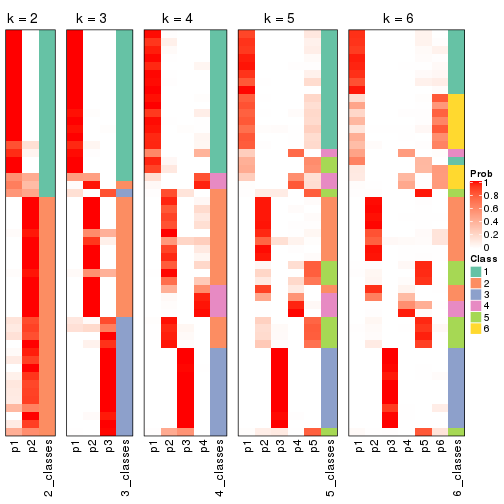 k = 2
k = 3
k = 4
k = 5
k = 6
p1
p2
2_classes
p1
p2
p3
3_classes
p1
p2
p3
p4
4_classes
p1
p2
p3
p4
p5
5_classes
p1
p2
p3
p4
p5
p6
6_classes
Prob
1
0.8
0.6
0.4
0.2
0
Class
1
2
3
4
5
6